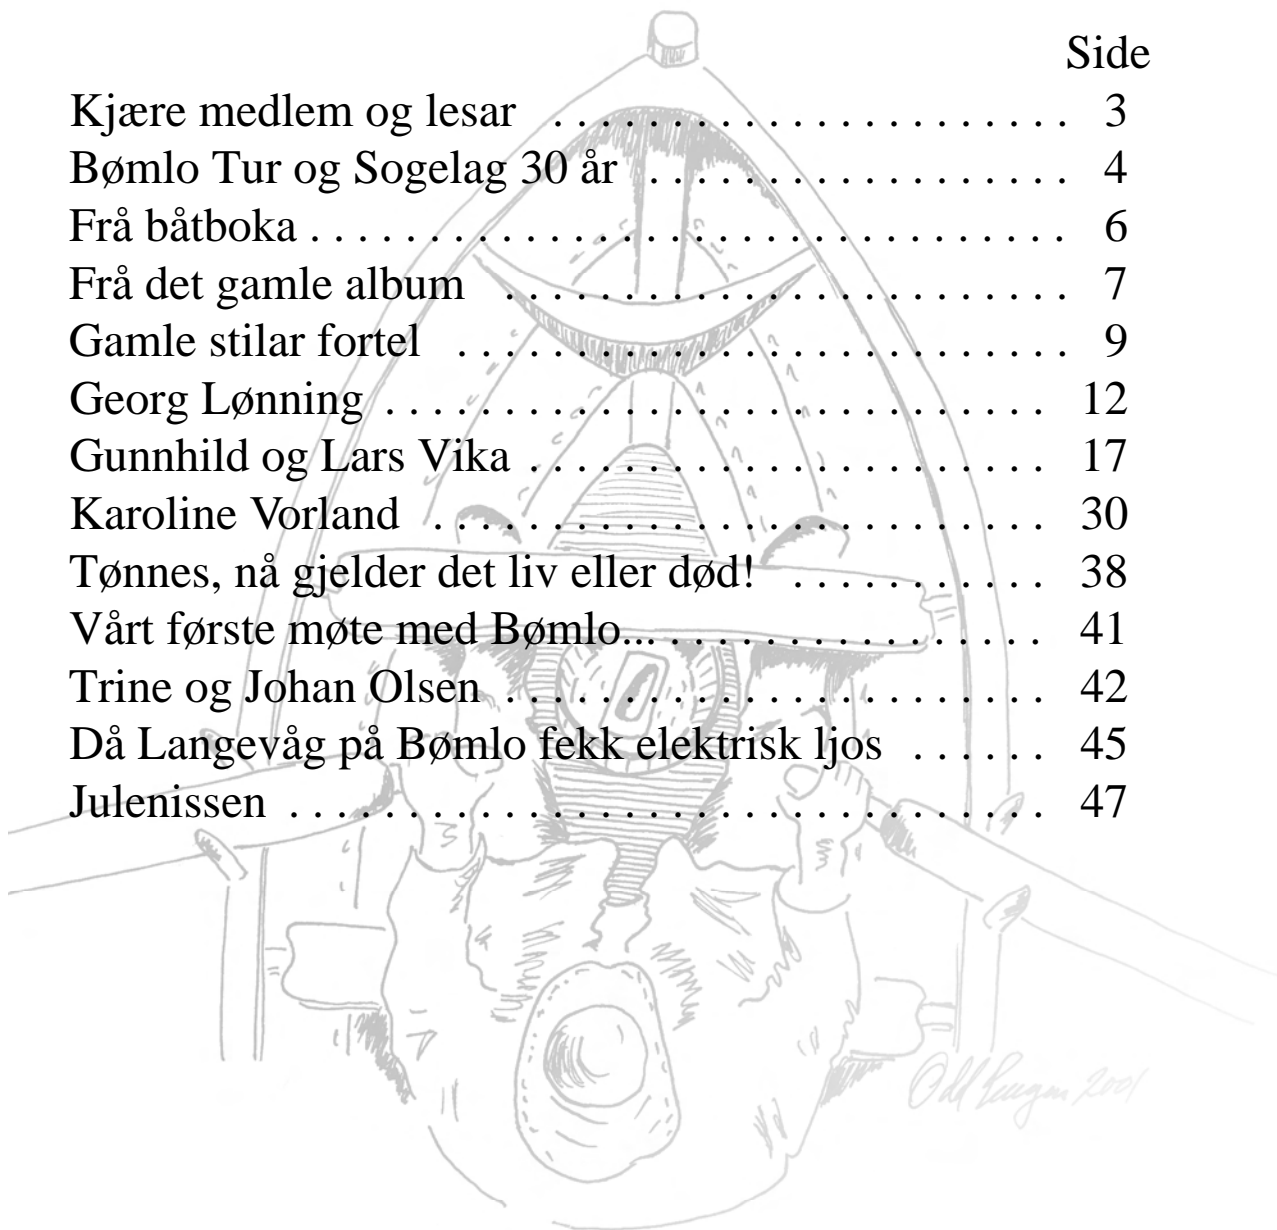 Side
Kjære medlem og lesar . . . . . . . . . . . . . . . . . . . . . . 3
Bømlo Tur og Sogelag 30 år . . . . . . . . . . . . . . . . . . 4
Frå båtboka . . . . . . . . . . . . . . . . . . . . . . . . . . . . . . . . 6
Frå det gamle album . . . . . . . . . . . . . . . . . . . . . . . . 7
Gamle stilar fortel . . . . . . . . . . . . . . . . . . . . . . . . . . 9
Georg Lønning . . . . . . . . . . . . . . . . . . . . . . . . . . . . 12
Gunnhild og Lars Vika . . . . . . . . . . . . . . . . . . . . . . 17
Karoline Vorland . . . . . . . . . . . . . . . . . . . . . . . . . . 30
Tønnes, nå gjelder det liv eller død! . . . . . . . . . . . 38
Vårt første møte med Bømlo... . . . . . . . . . . . . . . . . . 41
Trine og Johan Olsen . . . . . . . . . . . . . . . . . . . . . . . 42
Då Langevåg på Bømlo fekk elektrisk ljos . . . . . . 45
Julenissen . . . . . . . . . . . . . . . . . . . . . . . . . . . . . . . . 47
Odd 2001